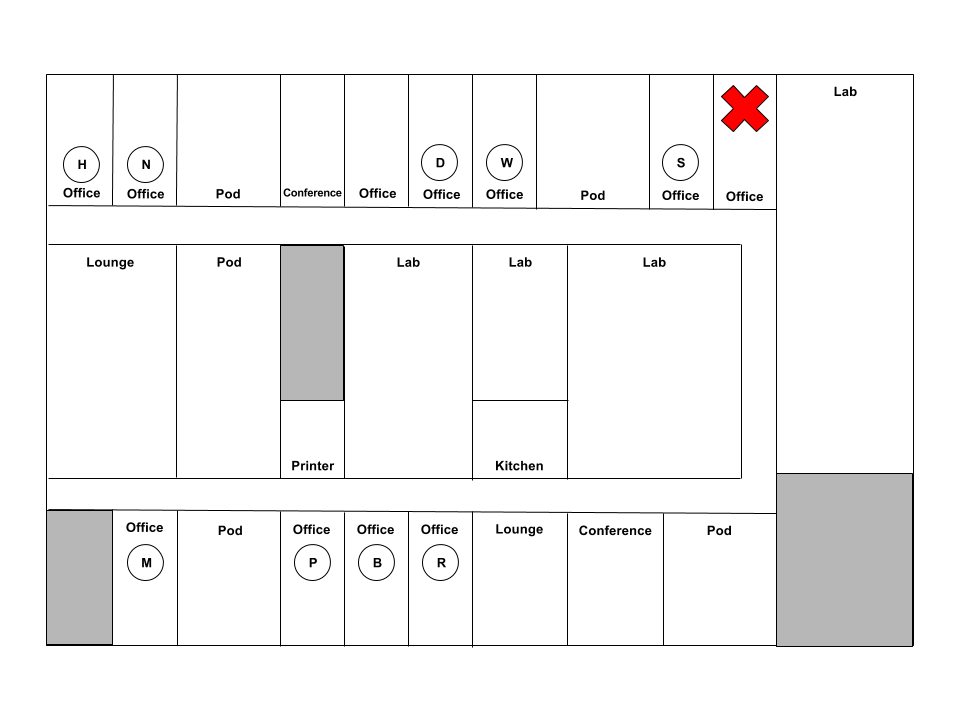 Lab
H
N
D
W
S
Office
Office
Pod
Conference
Office
Office
Office
Pod
Office
Office
Lounge
Pod
Lab
Lab
Lab
Printer
Kitchen
Office
Pod
Office
Office
Office
Lounge
Conference
Pod
M
P
B
R